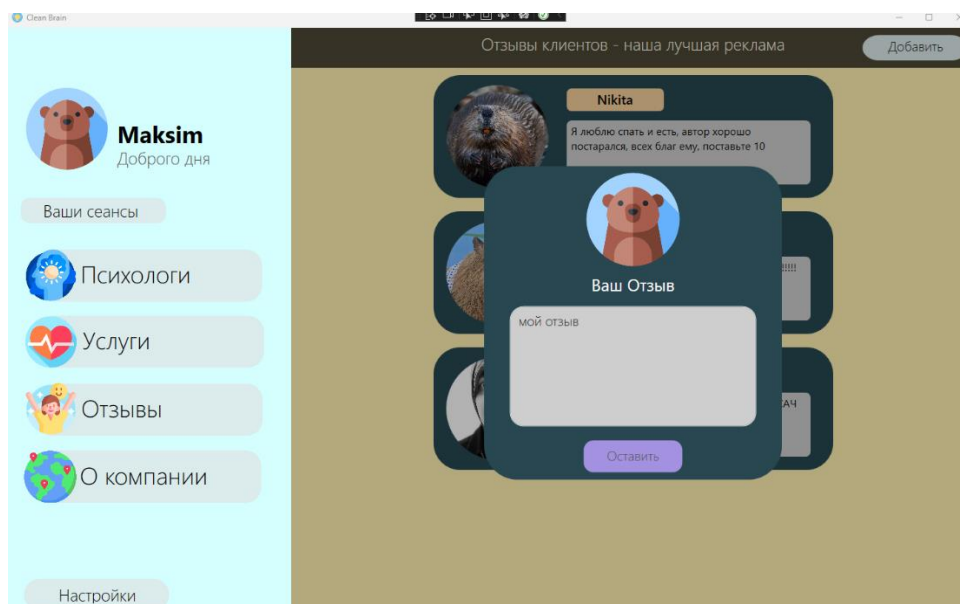 Clean Brain
Отзывы клиентов - наша лучшая реклама
Добавить
Maksim
Доброго дня
Ваши сеансы
Психологи
Услуги
Отзывы
О компании
Настройки
Nikita
Я люблю спать и есть, автор хорошо
постарался, всех благ ему, поставьте 10
!!!!!
Ваш Отзыв
мой отзыв
Оставить